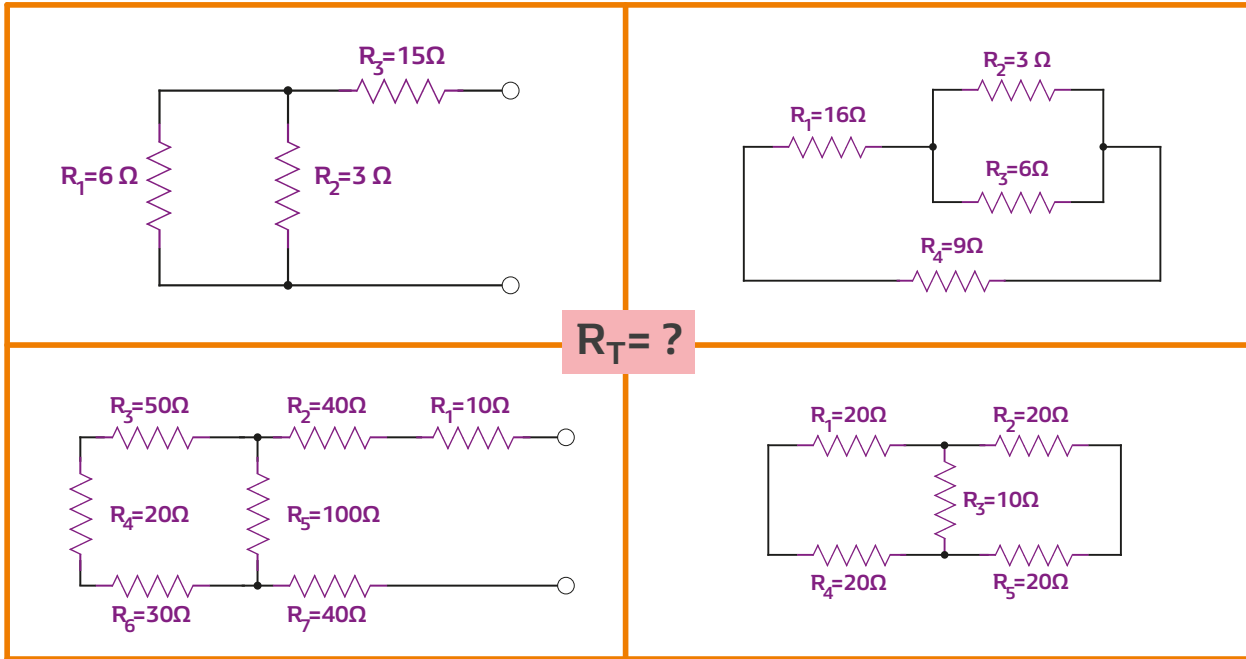 R₃=15Ω
R₁=6 Ω
R₂=3 Ω
R₂=3 Ω
R₁=16Ω
R₃=6Ω
R₄=9Ω
R_T= ?
R₃=50Ω
R₂=40Ω
R₁=10Ω
R₄=20Ω
R₅=100Ω
R₆=30Ω
R₇=40Ω
R₁=20Ω
R₂=20Ω
R₃=10Ω
R₄=20Ω
R₅=20Ω